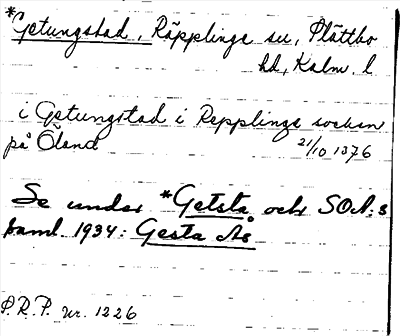 *Getungstad, Räpplinge sn, Slättbo
hd, Kalm. l
i Getungstad i Repplinge socken
på Öland 21/10 1376
Se under *Getsta och SOA:s
saml. 1934: Gesta Ås
P.R.P. nr. 1226